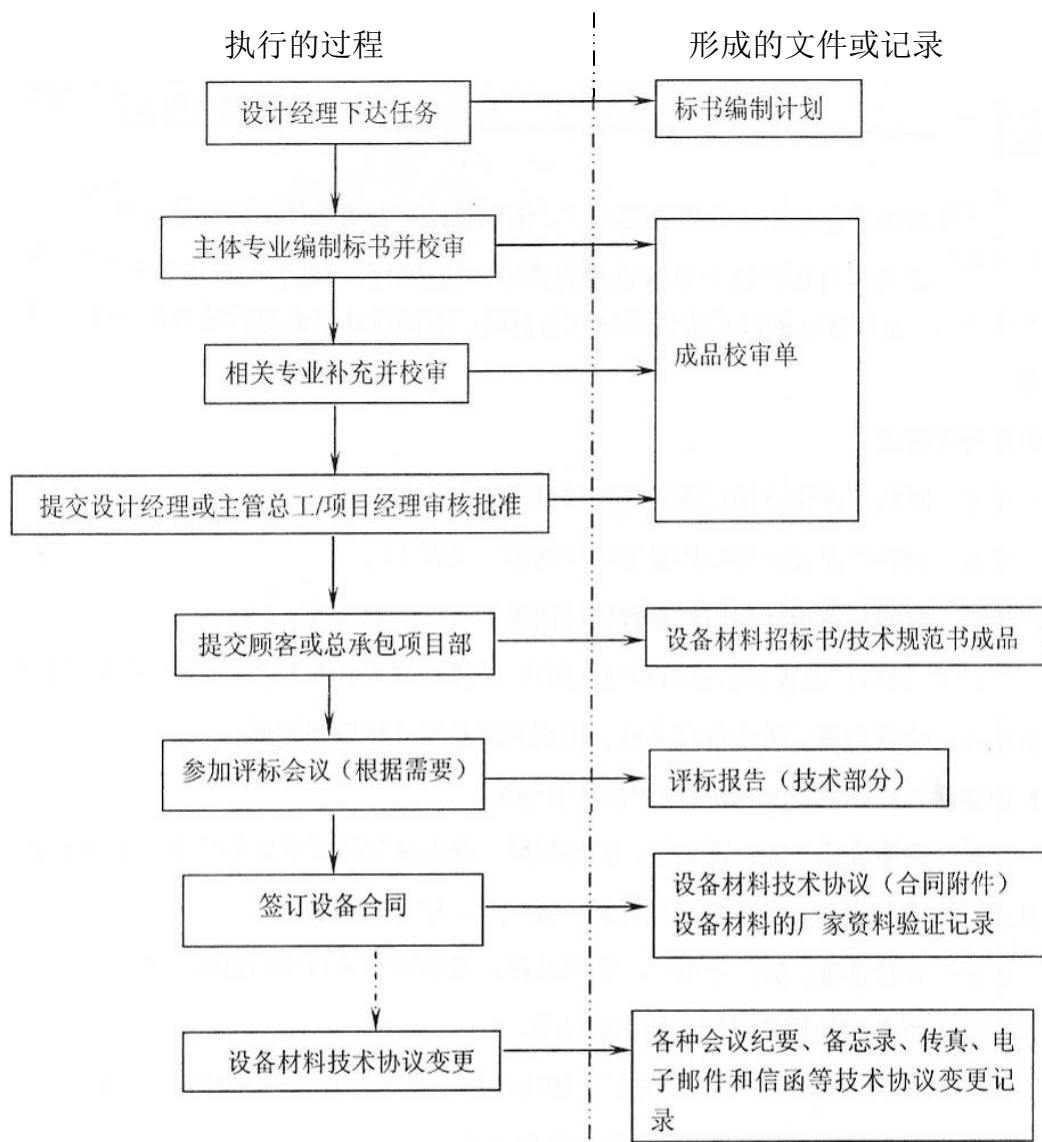 执行的过程
形成的文件或记录
设计经理下达任务
标书编制计划
主体专业编制标书并校审
相关专业补充并校审
成品校审单
提交设计经理或主管总工/项目经理审核批准
提交顾客或总承包项目部
设备材料招标书/技术规范书成品
参加评标会议（根据需要）
评标报告（技术部分）
签订设备合同
设备材料技术协议（合同附件）
设备材料的厂家资料验证记录
设备材料技术协议变更
各种会议纪要、备忘录、传真、电
子邮件和信函等技术协议变更记
录